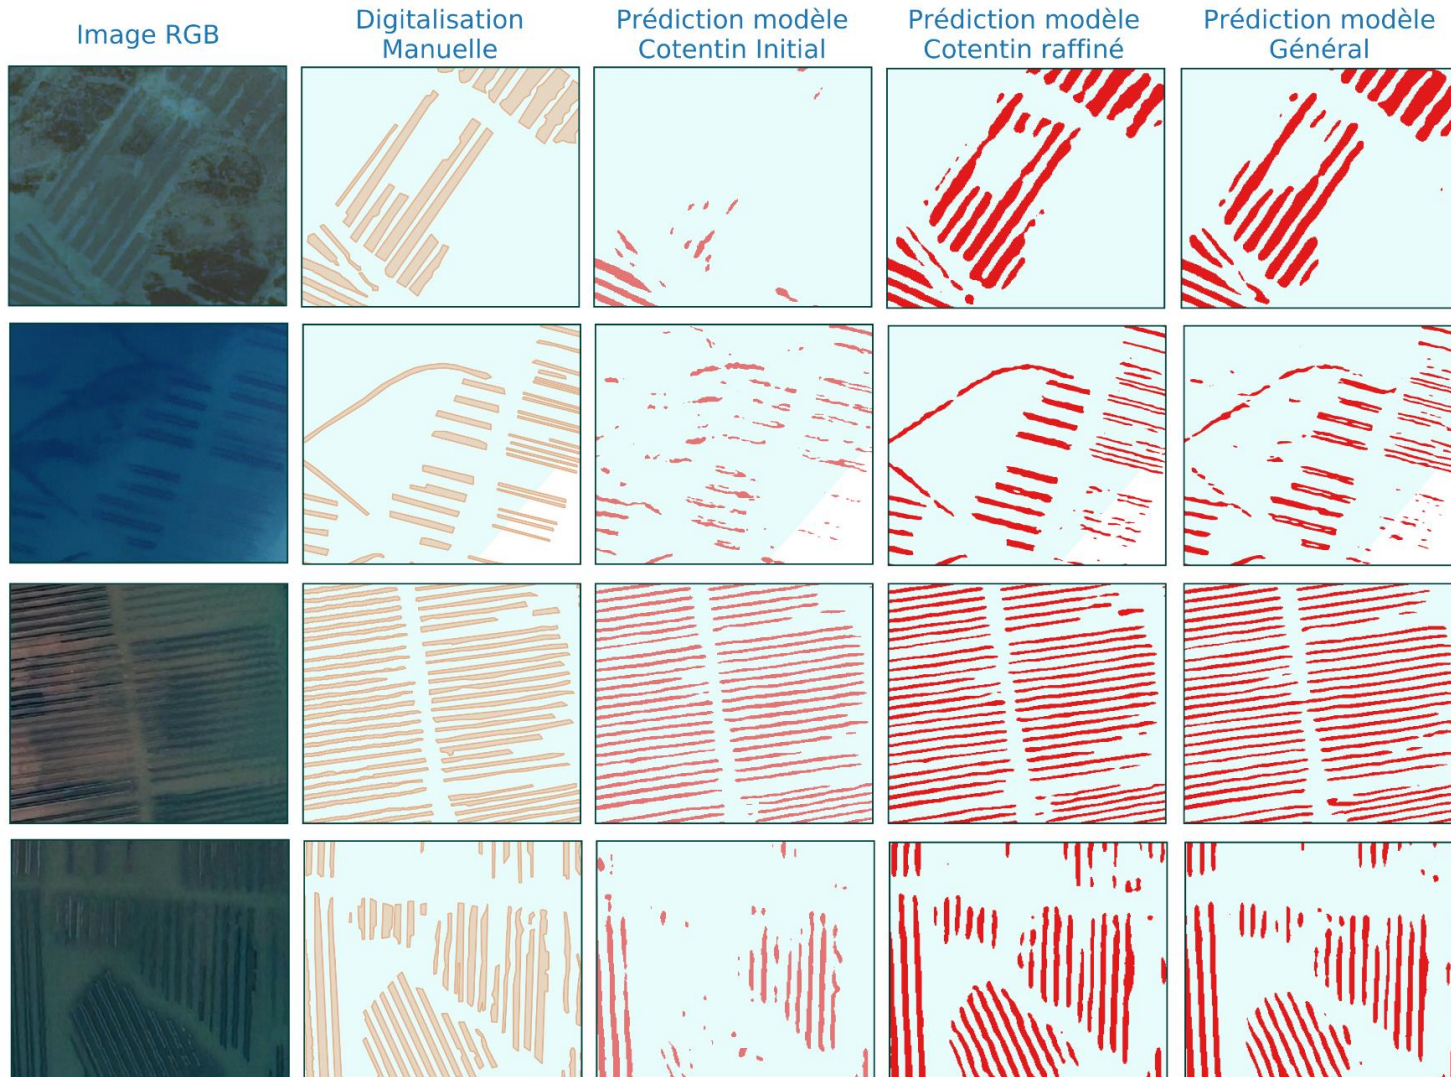 Image RGB
Digitalisation
Manuelle
Prédiction modèle
Cotentin Initial
Prédiction modèle
Cotentin raffiné
Prédiction modèle
Général